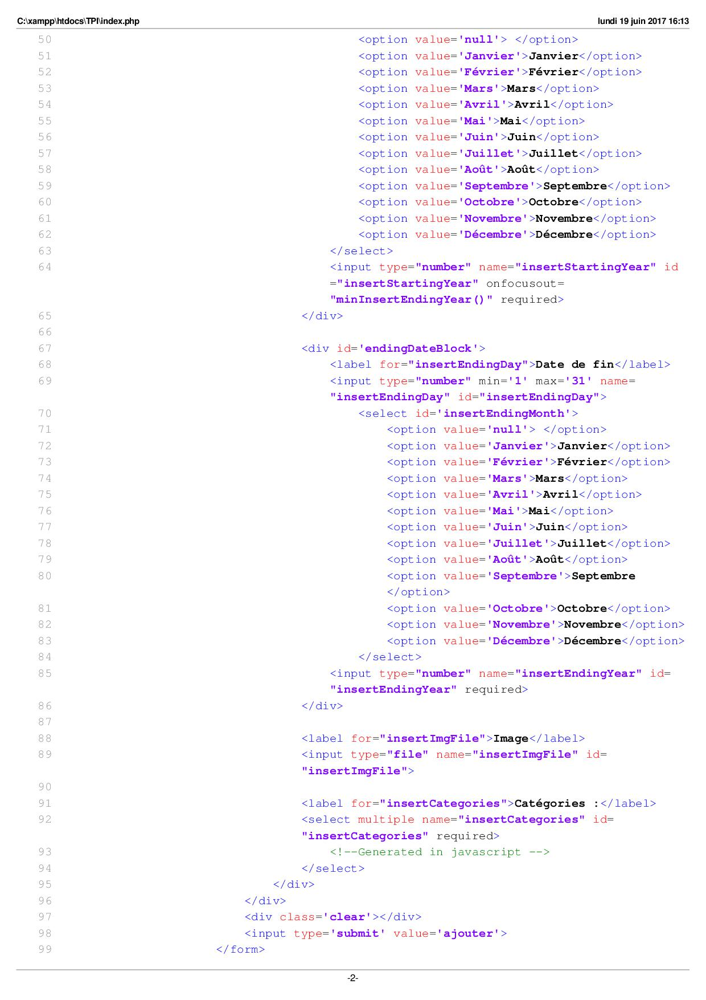 C:\xampp\htdocs\TPI\index.php lundi 19 juin 2017 16:13
50 <option value='null'> </option>
51 <option value='Janvier'>Janvier</option>
52 <option value='Février'>Février</option>
53 <option value='Mars'>Mars</option>
54 <option value='Avril'>Avril</option>
55 <option value='Mai'>Mai</option>
56 <option value='Juin'>Juin</option>
57 <option value='Juillet'>Juillet</option>
58 <option value='Août'>Août</option>
59 <option value='Septembre'>Septembre</option>
60 <option value='Octobre'>Octobre</option>
61 <option value='Novembre'>Novembre</option>
62 <option value='Décembre'>Décembre</option>
63 </select>
64 <input type="number" name="insertStartingYear" id
="insertStartingYear" onfocusout=
"minInsertEndingYear()" required>
65 </div>
66
67 <div id='endingDateBlock'>
68 <label for="insertEndingDay">Date de fin</label>
69 <input type="number" min='1' max='31' name=
"insertEndingDay" id="insertEndingDay">
70 <select id='insertEndingMonth'>
71 <option value='null'> </option>
72 <option value='Janvier'>Janvier</option>
73 <option value='Février'>Février</option>
74 <option value='Mars'>Mars</option>
75 <option value='Avril'>Avril</option>
76 <option value='Mai'>Mai</option>
77 <option value='Juin'>Juin</option>
78 <option value='Juillet'>Juillet</option>
79 <option value='Août'>Août</option>
80 <option value='Septembre'>Septembre
</option>
81 <option value='Octobre'>Octobre</option>
82 <option value='Novembre'>Novembre</option>
83 <option value='Décembre'>Décembre</option>
84 </select>
85 <input type="number" name="insertEndingYear" id=
"insertEndingYear" required>
86 </div>
87
88 <label for="insertImgFile">Image</label>
89 <input type="file" name="insertImgFile" id=
"insertImgFile">
90
91 <label for="insertCategories">Catégories :</label>
92 <select multiple name="insertCategories" id=
"insertCategories" required>
93 <!--Generated in javascript -->
94 </select>
95 </div>
96 </div>
97 <div class='clear'></div>
98 <input type='submit' value='ajouter'>
99 </form>
-2-